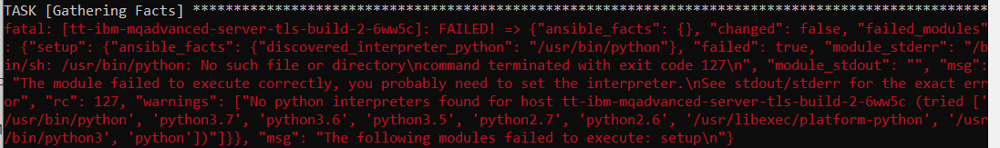 TASK [Gathering Facts] ****************************************************************************************
fatal: [tt-ibm-mqadvanced-server-tls-build-2-6ww5c]: FAILED! => {"ansible_facts": {}, "changed": false, "failed_modules"
: {"setup": {"ansible_facts": {"discovered_interpreter_python": "/usr/bin/python"}, "failed": true, "module_stderr": "/b
in/sh: /usr/bin/python: No such file or directory\ncommand terminated with exit code 127\n", "module_stdout": "", "msg":
 "The module failed to execute correctly, you probably need to set the interpreter.\nSee stdout/stderr for the exact err
or", "rc": 127, "warnings": ["No python interpreters found for host tt-ibm-mqadvanced-server-tls-build-2-6ww5c (tried ['
/usr/bin/python', 'python3.7', 'python3.6', 'python3.5', 'python2.7', 'python2.6', '/usr/libexec/platform-python', '/usr
/bin/python3', 'python'])"]}}, "msg": "The following modules failed to execute: setup\n"}